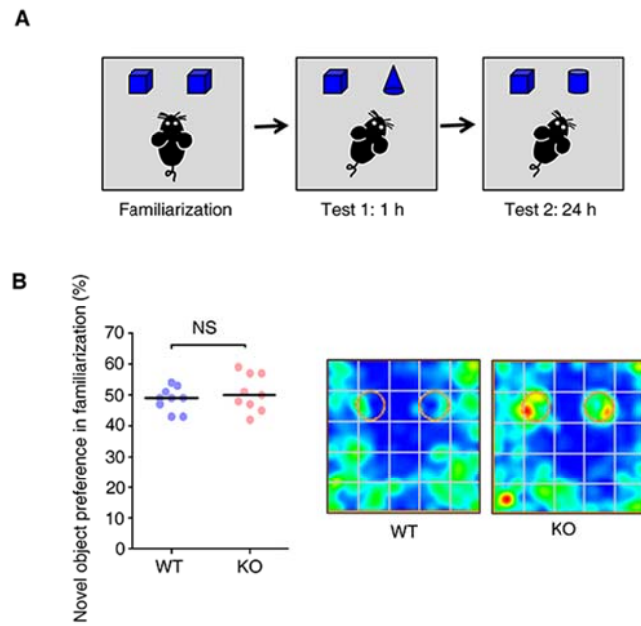 A
Familiarization
Test 1: 1 h
Test 2: 24 h
B
Novel object preference in familiarization (%)
NS
70
60
50
40
30
20
10
0
WT
KO
WT
KO